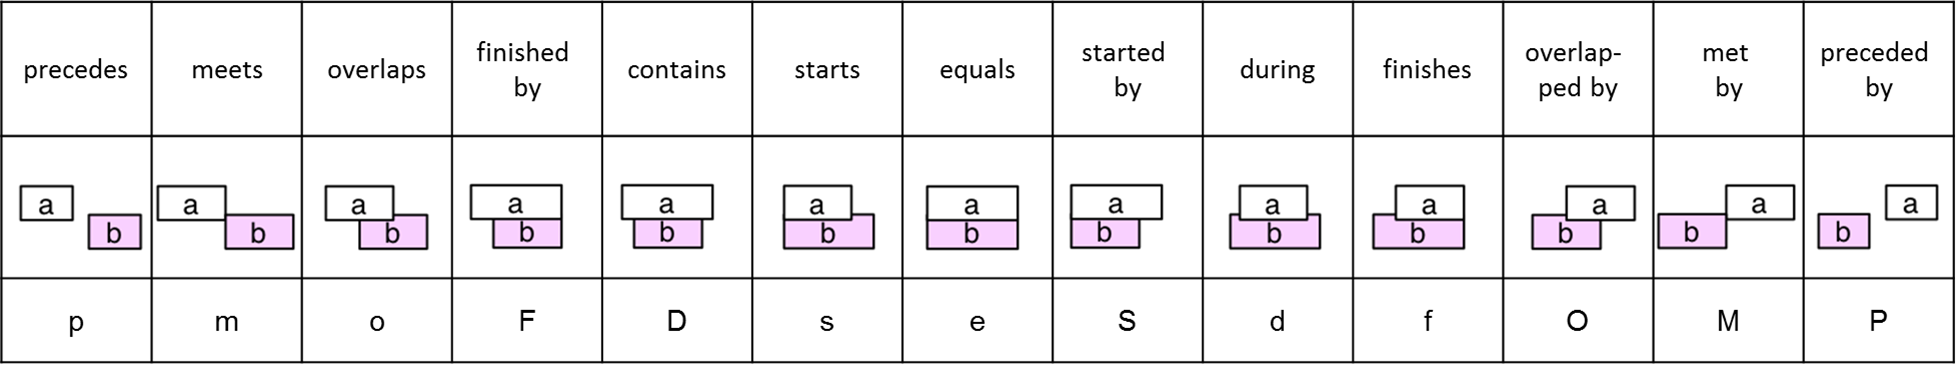 precedes meets overlaps finished by contains starts equals started by during finishes overlap-ped by met by preceded by
a a a a a a a a a a a a a
b b b b b b b b b b b b b
p m o F D s e S d f O M P